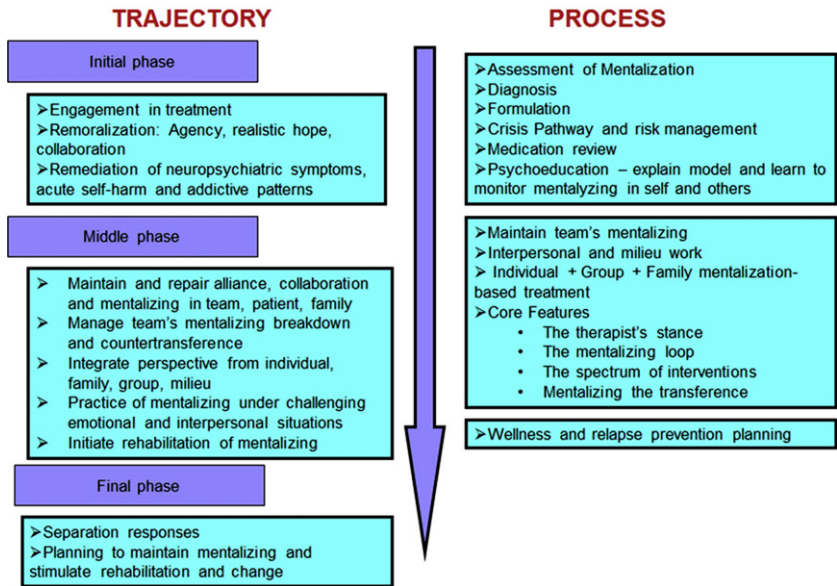 TRAJECTORY
Initial phase
➢Engagement in treatment
➢Remoralization: Agency, realistic hope,
collaboration
➢Remediation of neuropsychiatric symptoms,
acute self-harm and addictive patterns
Middle phase
➢ Maintain and repair alliance, collaboration
and mentalizing in team, patient, family
➢ Manage team's mentalizing breakdown
and countertransference
➢ Integrate perspective from individual,
family, group, milieu
➢ Practice of mentalizing under challenging
emotional and interpersonal situations
➢ Initiate rehabilitation of mentalizing
Final phase
➢Separation responses
➢Planning to maintain mentalizing and
stimulate rehabilitation and change
PROCESS
➢Assessment of Mentalization
➢Diagnosis
➢Formulation
➢Crisis Pathway and risk management
➢Medication review
➢Psychoeducation – explain model and learn to
monitor mentalyzing in self and others
➢Maintain team's mentalizing
➢Interpersonal and milieu work
➢ Individual + Group + Family mentalization-
based treatment
➢Core Features
• The therapist's stance
• The mentalizing loop
• The spectrum of interventions
• Mentalizing the transference
➢Wellness and relapse prevention planning